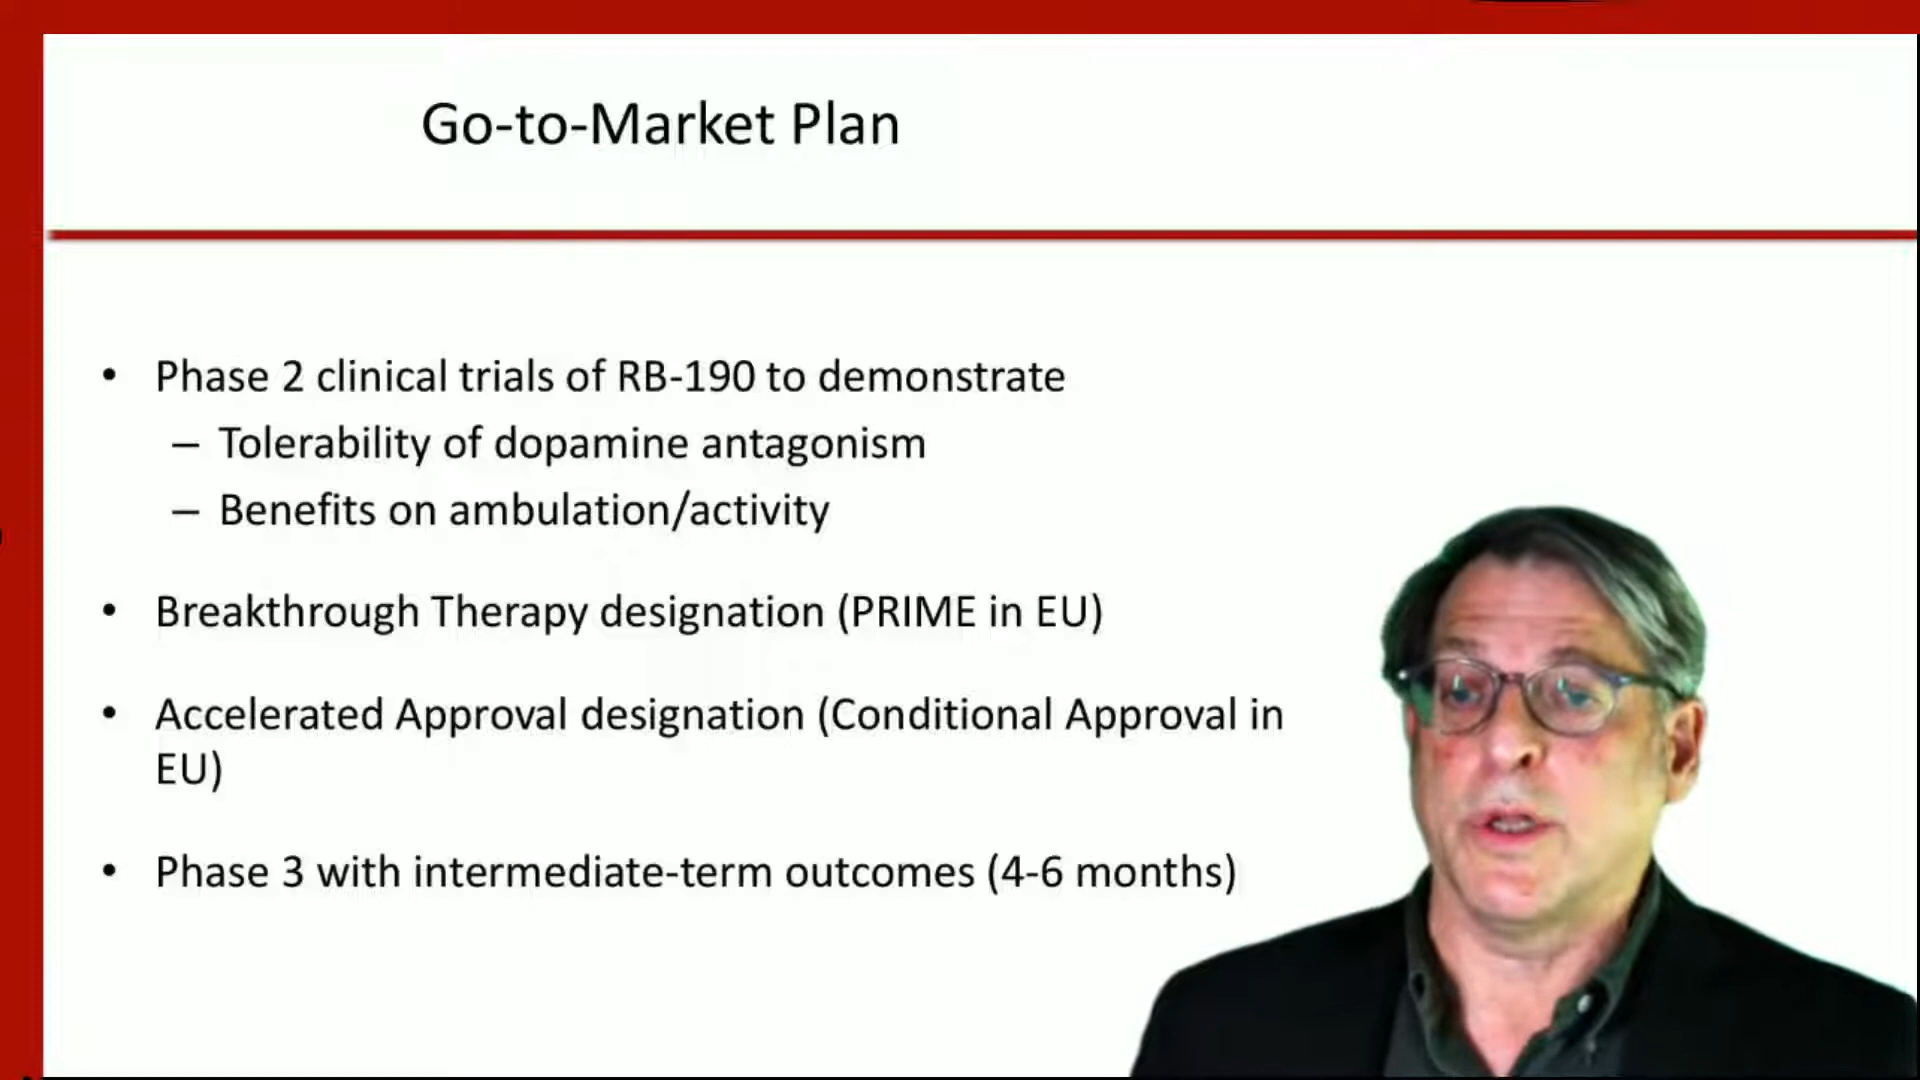 Go-to-Market Plan
• Phase 2 clinical trials of RB-190 to demonstrate
– Tolerability of dopamine antagonism
– Benefits on ambulation/activity
• Breakthrough Therapy designation (PRIME in EU)
• Accelerated Approval designation (Conditional Approval in
EU)
• Phase 3 with intermediate-term outcomes (4-6 months)